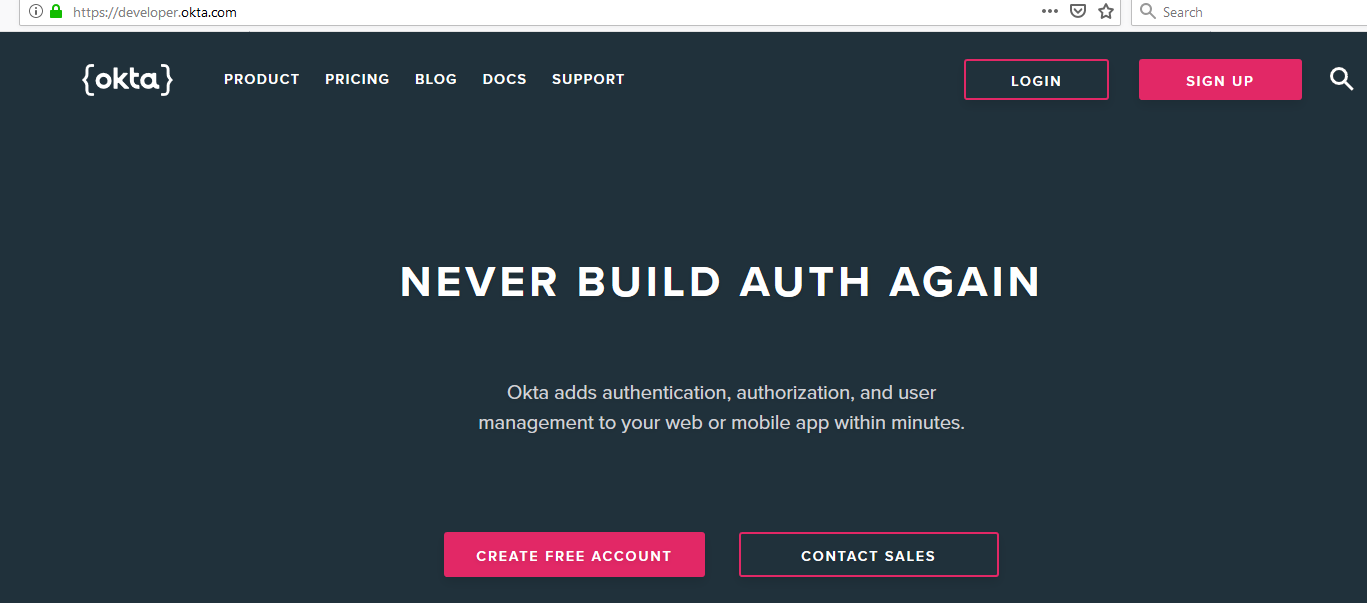 https://developer.okta.com
Search
{okta}
PRODUCT PRICING BLOG DOCS SUPPORT
LOGIN
SIGN UP
NEVER BUILD AUTH AGAIN
Okta adds authentication, authorization, and user
management to your web or mobile app within minutes.
CREATE FREE ACCOUNT
CONTACT SALES